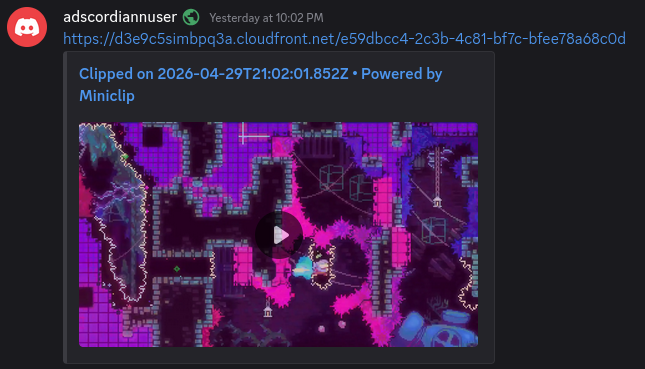 adscordiannuser Yesterday at 10:02 PM
https://d3e9c5simbpq3a.cloudfront.net/e59dbcc4-2c3b-4c81-bf7c-bfee78a68c0d
Clipped on 2026-04-29T21:02:01.852Z • Powered by
Miniclip